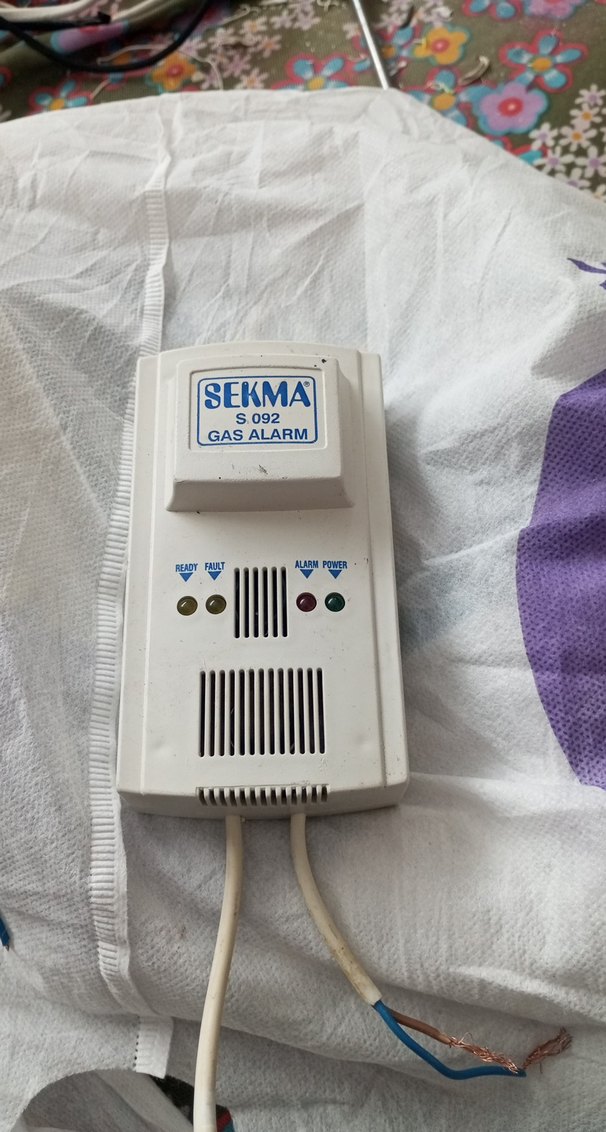 SEKMA®
S 092
GAS ALARM
READY FAULT ALARM POWER